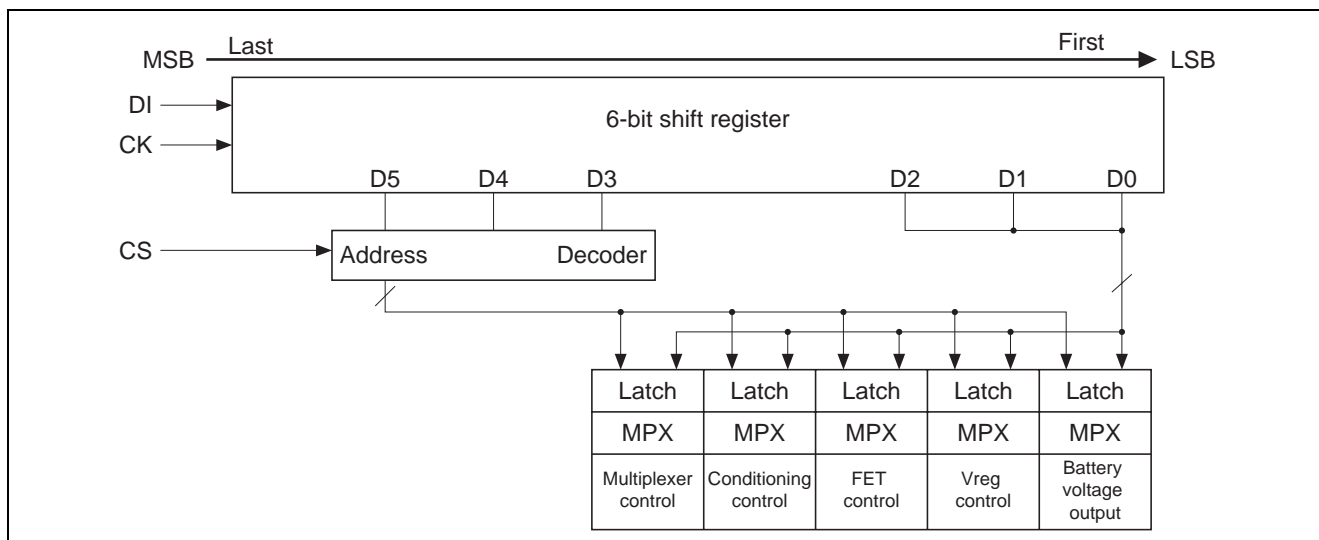 MSB Last First LSB
DI
6-bit shift register
CK
D5 D4 D3 D2 D1 D0
CS
Address Decoder
Latch Latch Latch Latch Latch
MPX MPX MPX MPX MPX
Multiplexer control
Conditioning control
FET control
Vreg control
Battery voltage output